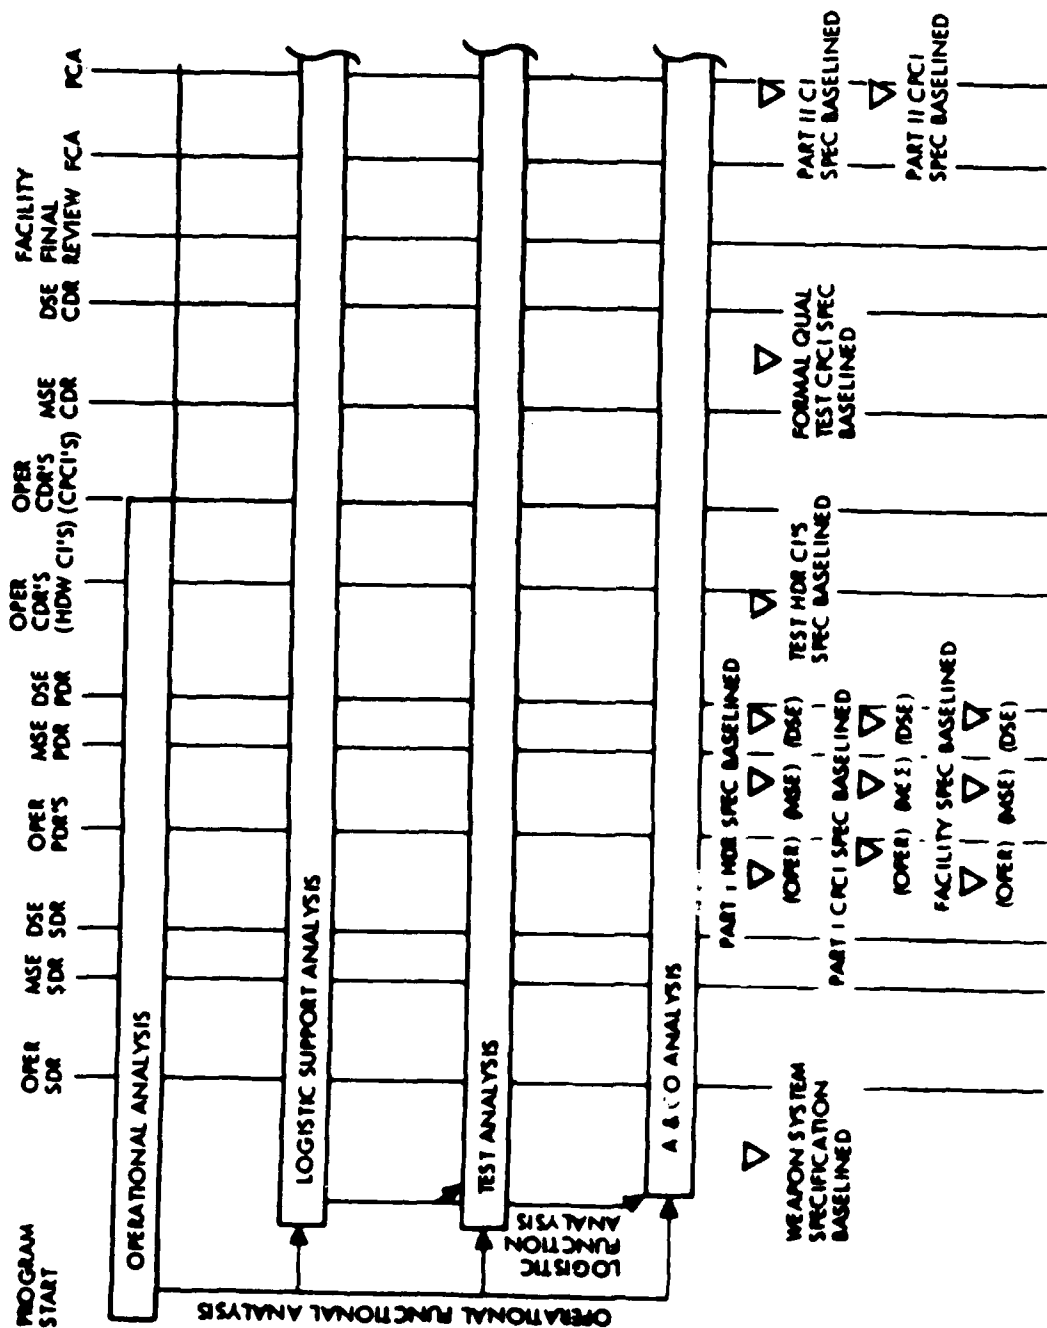 PROGRAM
START
OPER
SDR
MSE
SDR
DSE
SDR
OPER
PDR'S
MSE
PDR
DSE
PDR
OPER
CDR'S
(HDW CI'S)
OPER
CDR'S
(CPCI'S)
MSE
CDR
DSE
CDR
FACILITY
FINAL
REVIEW
FCA
PCA
OPERATIONAL ANALYSIS
LOGISTIC SUPPORT ANALYSIS
TEST ANALYSIS
A & CO ANALYSIS
OPERATIONAL FUNCTIONAL ANALYSIS
LOGISTIC
FUNCTION
ANALYSIS
WEAPON SYSTEM
SPECIFICATION
BASELINED
PART I HDR SPEC BASELINED
(OPER) (MSE) (DSE)
PART I CPCI SPEC BASELINED
(OPER) (DSE)
FACILITY SPEC BASELINED
(OPER) (MSE) (DSE)
TEST HDR CI'S
SPEC BASELINED
FORMAL QUAL
TEST CPCI SPEC
BASELINED
PART II CI
SPEC BASELINED
PART II CPCI
SPEC BASELINED